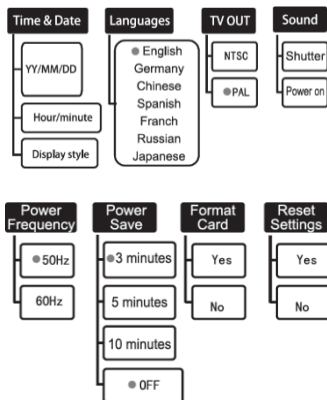 Time & Date
YY/MM/DD
Hour/minute
Display style
Languages
English
Germany
Chinese
Spanish
Franch
Russian
Japanese
TV OUT
NTSC
PAL
Sound
Shutter
Power on
Power
Frequency
50Hz
60Hz
Power
Save
3 minutes
5 minutes
10 minutes
OFF
Format
Card
Yes
No
Reset
Settings
Yes
No